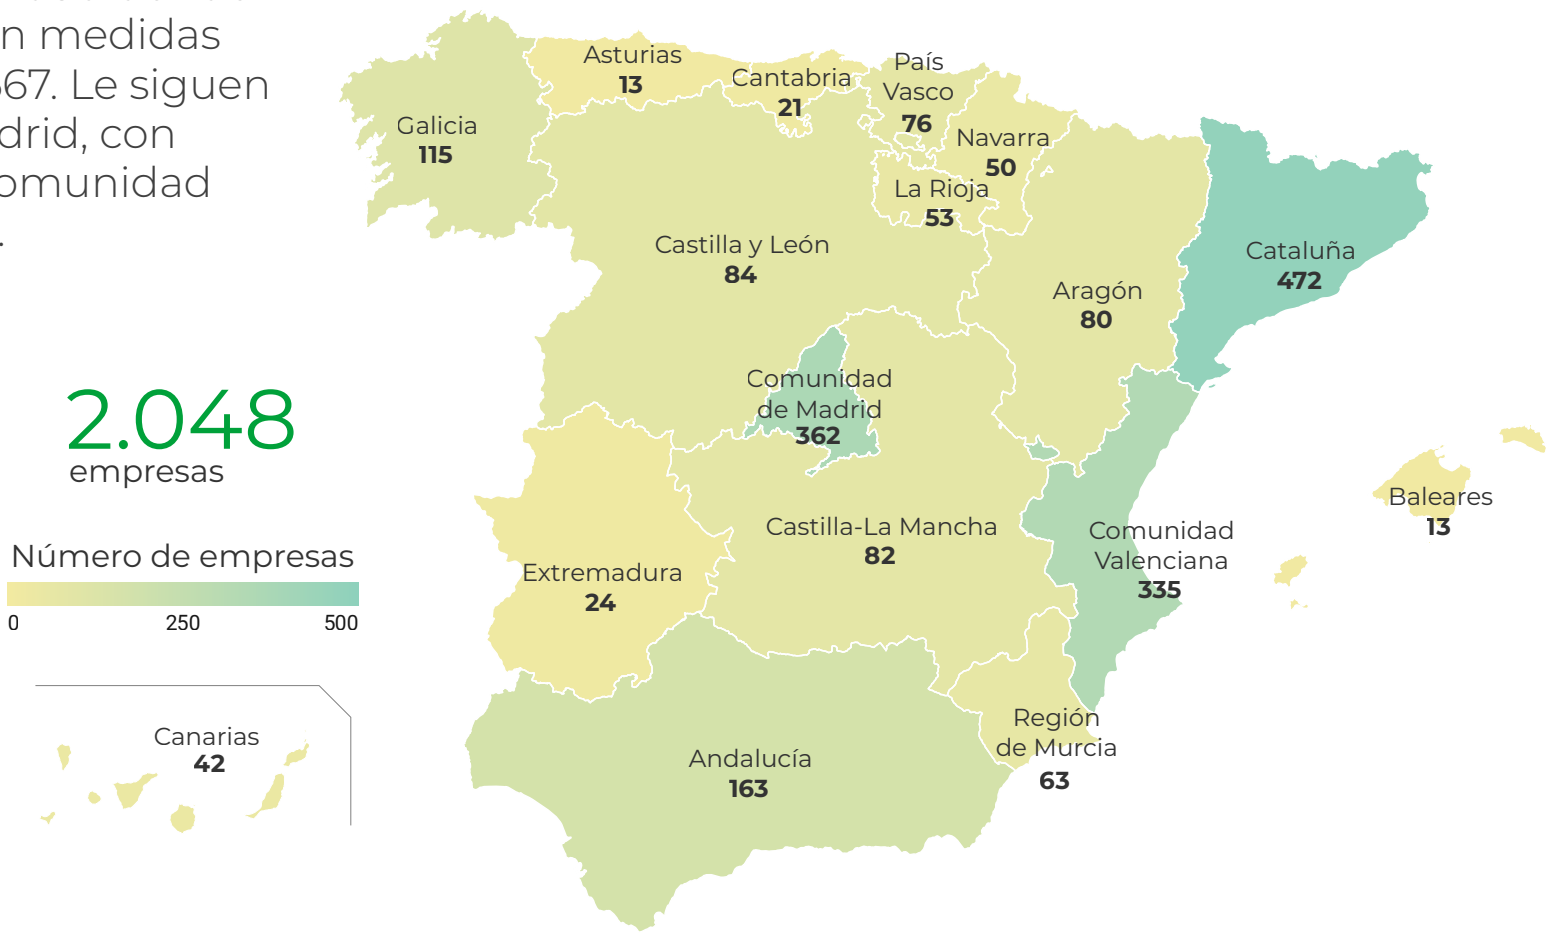 n medidas
67. Le siguen
drid, con
omunidad
.
2.048
empresas
Número de empresas
0 250 500
Canarias
42
Galicia
115
Asturias
13
Cantabria
21
País
Vasco
76
Navarra
50
La Rioja
53
Castilla y León
84
Aragón
80
Cataluña
472
Comunidad
de Madrid
362
Castilla-La Mancha
82
Comunidad
Valenciana
335
Baleares
13
Extremadura
24
Andalucía
163
Región
de Murcia
63